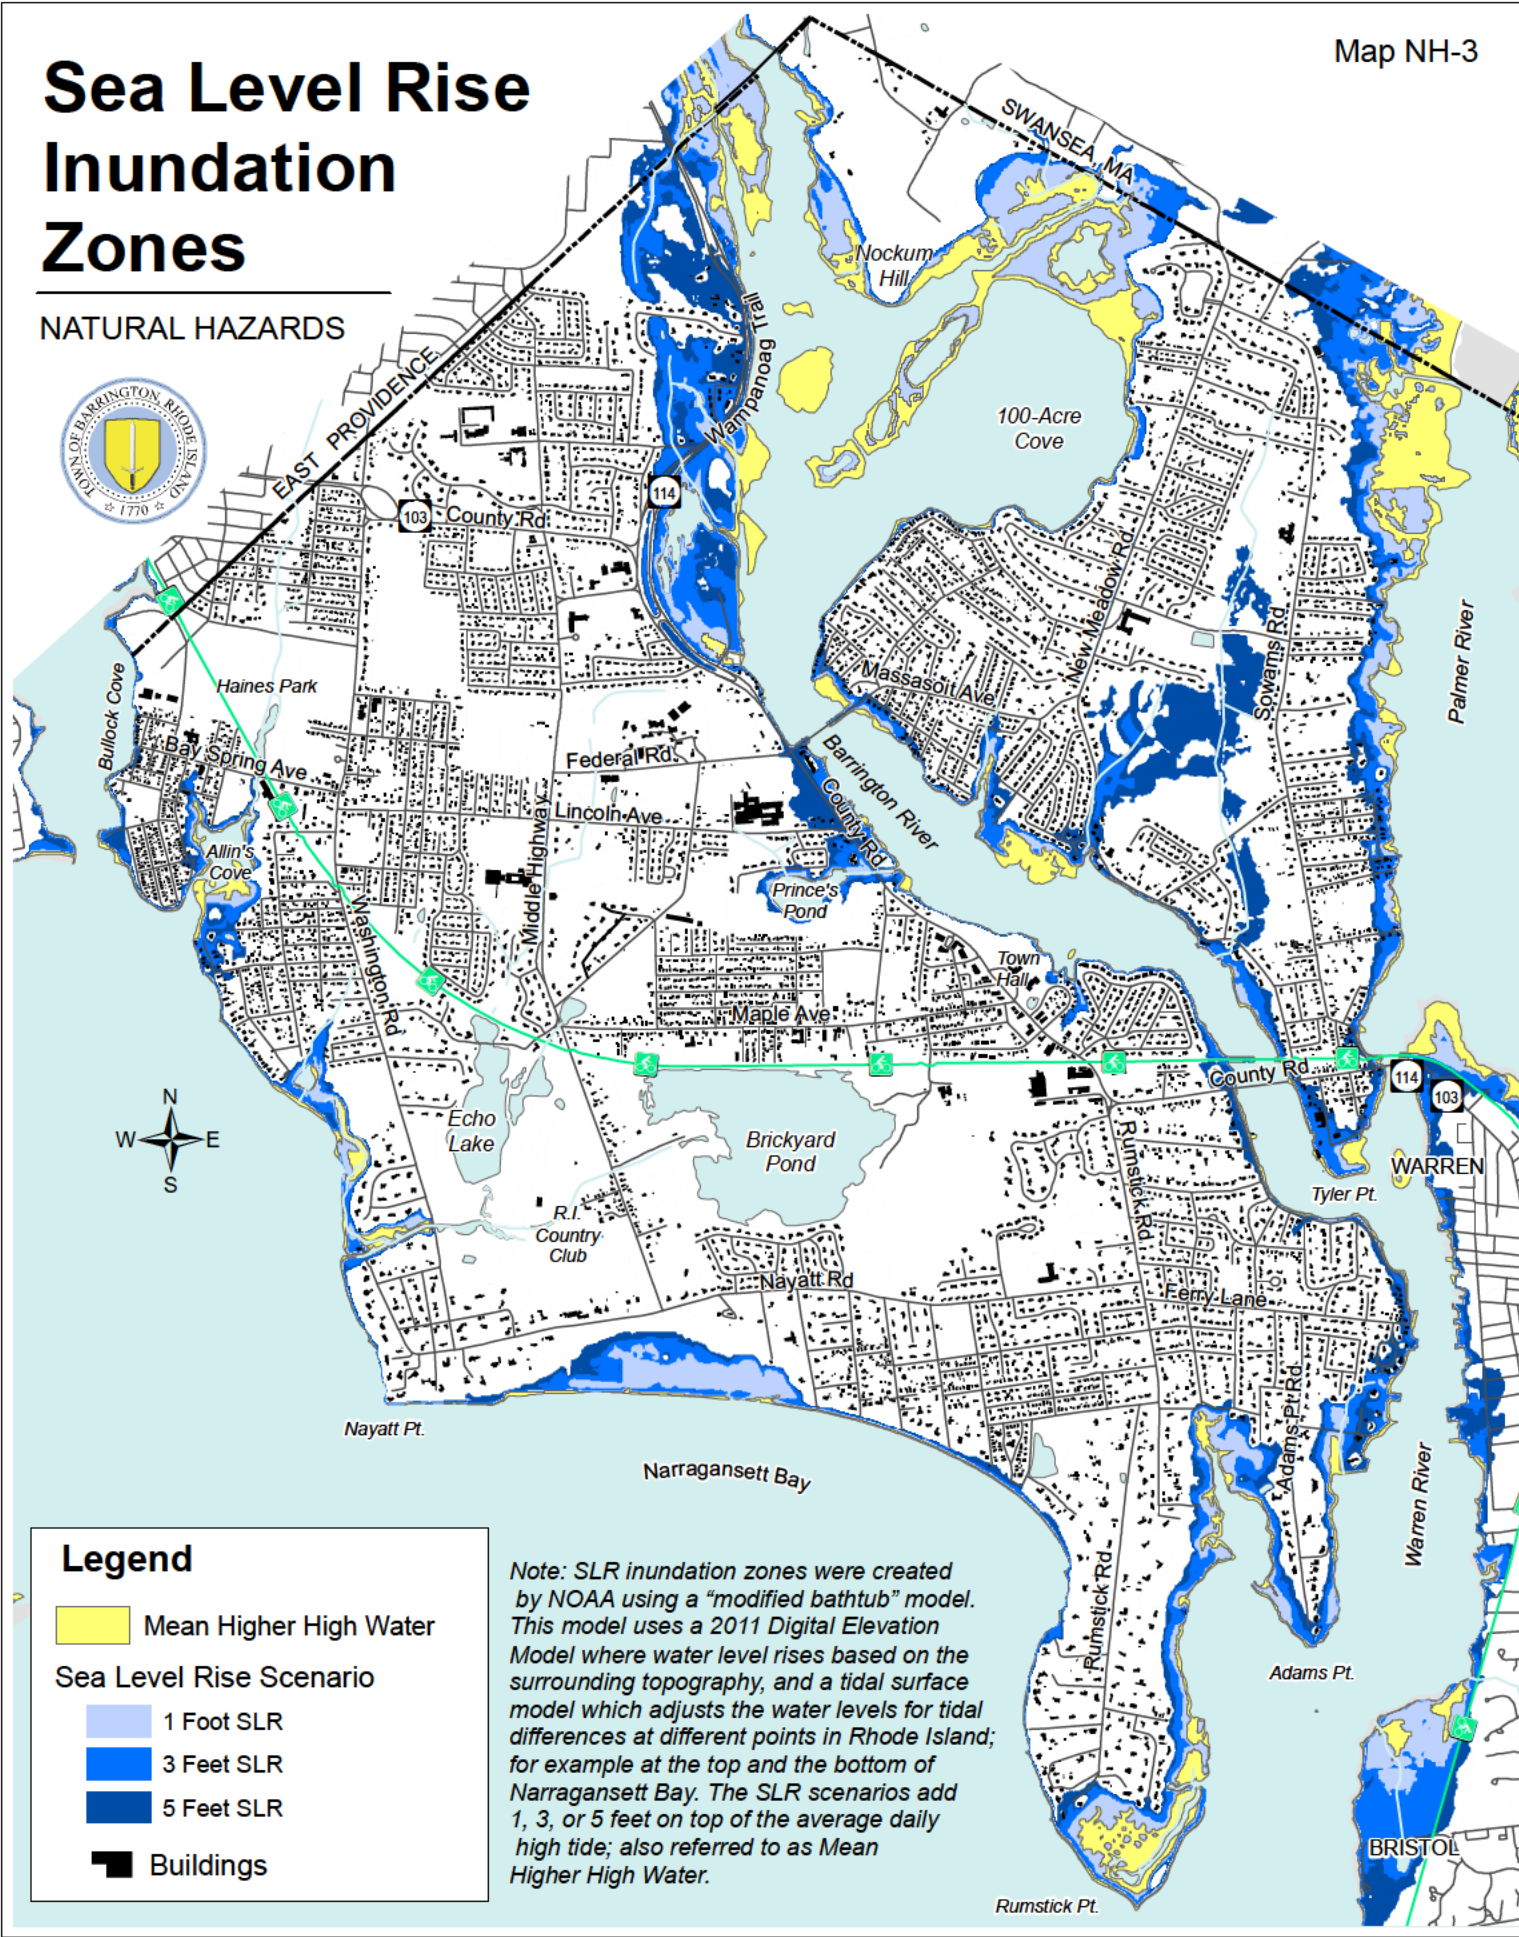 Map NH-3
Sea Level Rise
Inundation
Zones
NATURAL HAZARDS
TOWN OF BARRINGTON, RHODE ISLAND
1770
SWANSEA, MA
EAST PROVIDENCE
Nockum
Hill
Wampanoag Trail
100-Acre
Cove
114
103
County Rd
New Meadow Rd
Sowams Rd
Palmer River
Massasoit Ave
Haines Park
Bullock Cove
Bay Spring Ave
Federal Rd
Barrington River
County Rd
Lincoln Ave
Middle Highway
Allin's
Cove
Prince's
Pond
Washington Rd
Town
Hall
Maple Ave
County Rd
114
103
N
W
E
S
Echo
Lake
Brickyard
Pond
Rumstick Rd
WARREN
Tyler Pt.
R.I.
Country
Club
Nayatt Rd
Ferry Lane
Adams Pt Rd
Nayatt Pt.
Narragansett Bay
Warren River
Rumstick Rd
Adams Pt.
BRISTOL
Rumstick Pt.
Legend
Mean Higher High Water
Sea Level Rise Scenario
1 Foot SLR
3 Feet SLR
5 Feet SLR
Buildings
Note: SLR inundation zones were created
by NOAA using a “modified bathtub” model.
This model uses a 2011 Digital Elevation
Model where water level rises based on the
surrounding topography, and a tidal surface
model which adjusts the water levels for tidal
differences at different points in Rhode Island;
for example at the top and the bottom of
Narragansett Bay. The SLR scenarios add
1, 3, or 5 feet on top of the average daily
high tide; also referred to as Mean
Higher High Water.